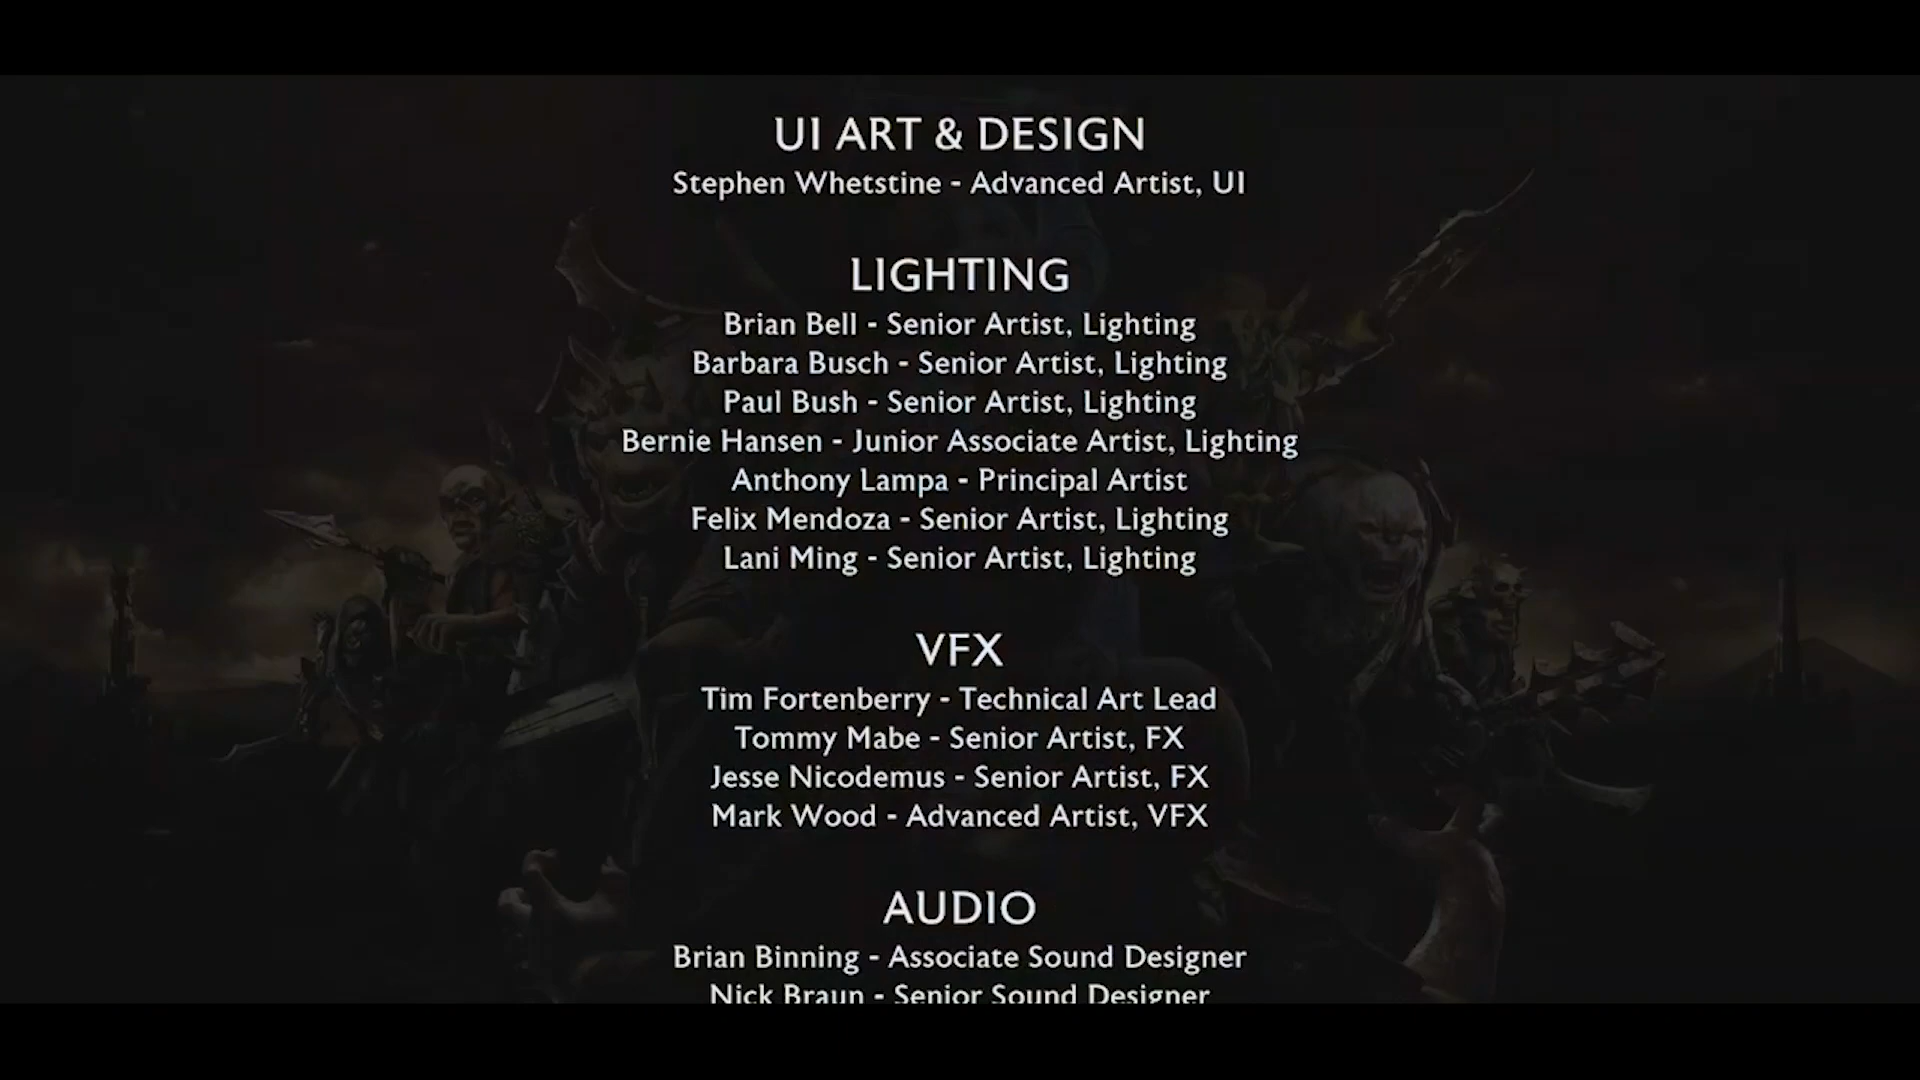 UI ART & DESIGN
Stephen Whetstine - Advanced Artist, UI
LIGHTING
Brian Bell - Senior Artist, Lighting
Barbara Busch - Senior Artist, Lighting
Paul Bush - Senior Artist, Lighting
Bernie Hansen - Junior Associate Artist, Lighting
Anthony Lampa - Principal Artist
Felix Mendoza - Senior Artist, Lighting
Lani Ming - Senior Artist, Lighting
VFX
Tim Fortenberry - Technical Art Lead
Tommy Mabe - Senior Artist, FX
Jesse Nicodemus - Senior Artist, FX
Mark Wood - Advanced Artist, VFX
AUDIO
Brian Binning - Associate Sound Designer
Nick Braun - Senior Sound Designer